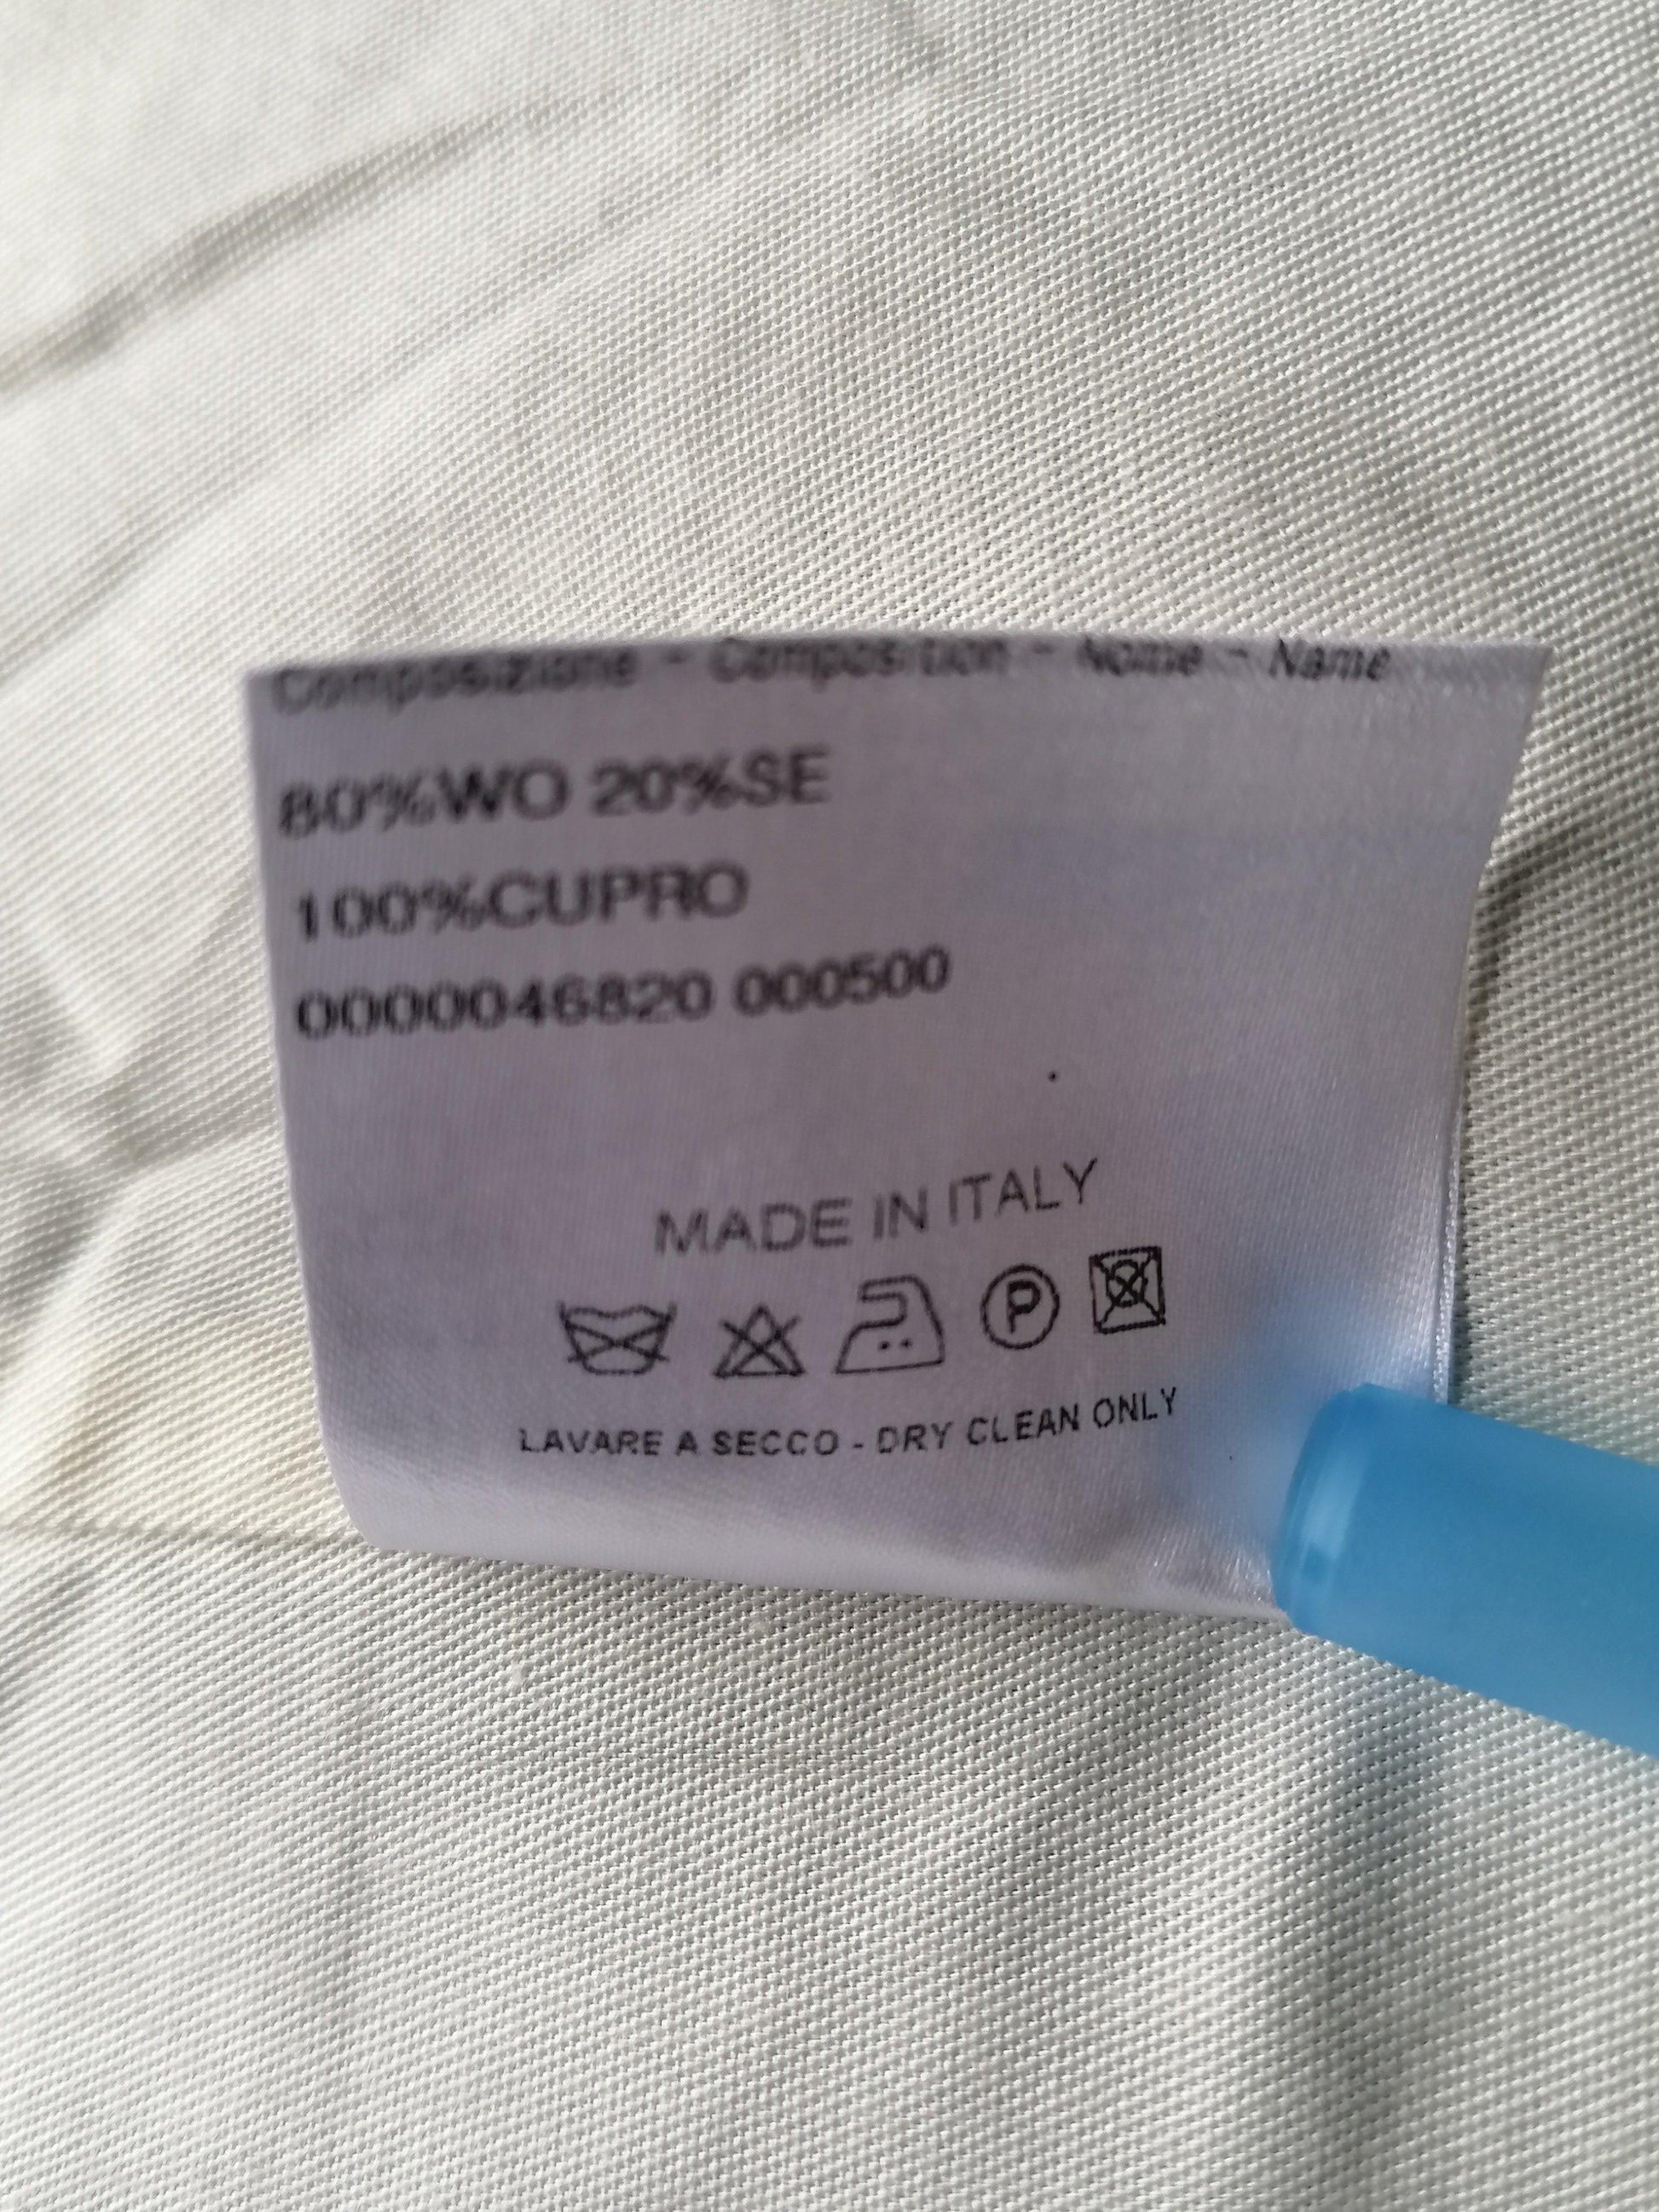 Composizione - Composition - Nome - Name
80%WO 20%SE
100%CUPRO
0000046820 000500
MADE IN ITALY
P
LAVARE A SECCO - DRY CLEAN ONLY